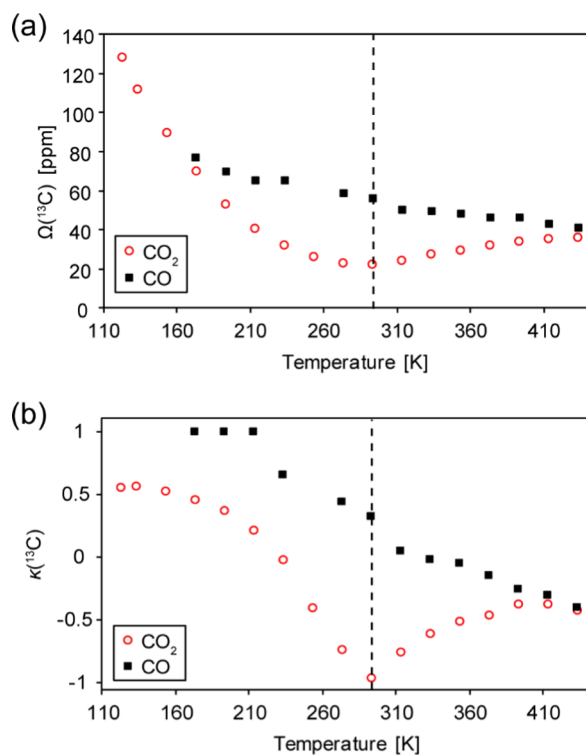 (a)
140
120
100
80
60
40
20
0
Ω(¹³C) [ppm]
CO₂
CO
110 160 210 260 310 360 410
Temperature [K]
(b)
1
0.5
0
-0.5
-1
κ(¹³C)
CO₂
CO
110 160 210 260 310 360 410
Temperature [K]